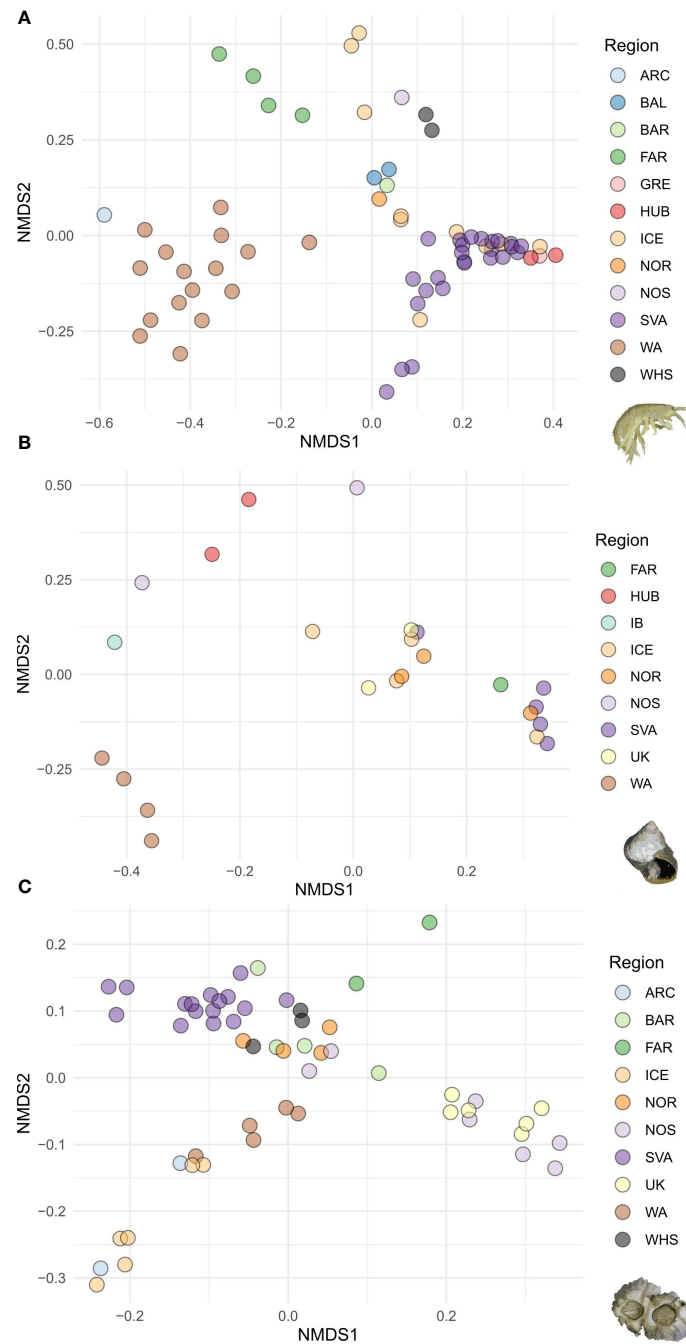 A
0.50
0.25
0.00
−0.25
NMDS2
−0.6
−0.4
−0.2
0.0
0.2
0.4
NMDS1
Region
ARC
BAL
BAR
FAR
GRE
HUB
ICE
NOR
NOS
SVA
WA
WHS
B
0.50
0.25
0.00
−0.25
NMDS2
−0.4
−0.2
0.0
0.2
NMDS1
Region
FAR
HUB
IB
ICE
NOR
NOS
SVA
UK
WA
C
0.2
0.1
0.0
−0.1
−0.2
−0.3
NMDS2
−0.2
0.0
0.2
NMDS1
Region
ARC
BAR
FAR
ICE
NOR
NOS
SVA
UK
WA
WHS